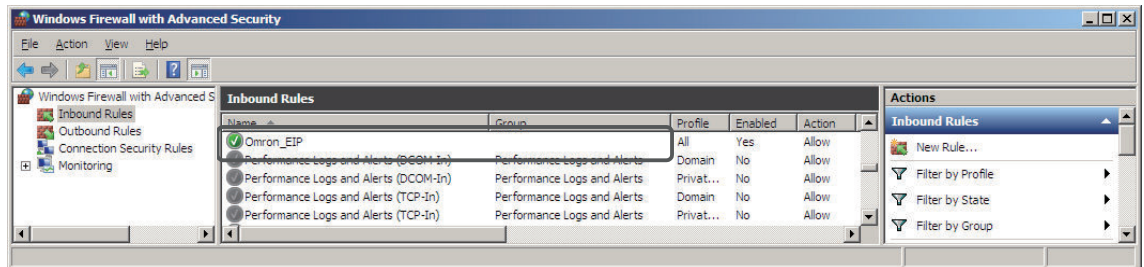 Windows Firewall with Advanced Security
File Action View Help
Windows Firewall with Advanced S
Inbound Rules
Outbound Rules
Connection Security Rules
Monitoring
Inbound Rules
Name Group Profile Enabled Action
Omron_EIP All Yes Allow
Performance Logs and Alerts (DCOM-In) Performance Logs and Alerts Domain No Allow
Performance Logs and Alerts (DCOM-In) Performance Logs and Alerts Privat... No Allow
Performance Logs and Alerts (TCP-In) Performance Logs and Alerts Domain No Allow
Performance Logs and Alerts (TCP-In) Performance Logs and Alerts Privat... No Allow
Actions
Inbound Rules
New Rule...
Filter by Profile
Filter by State
Filter by Group